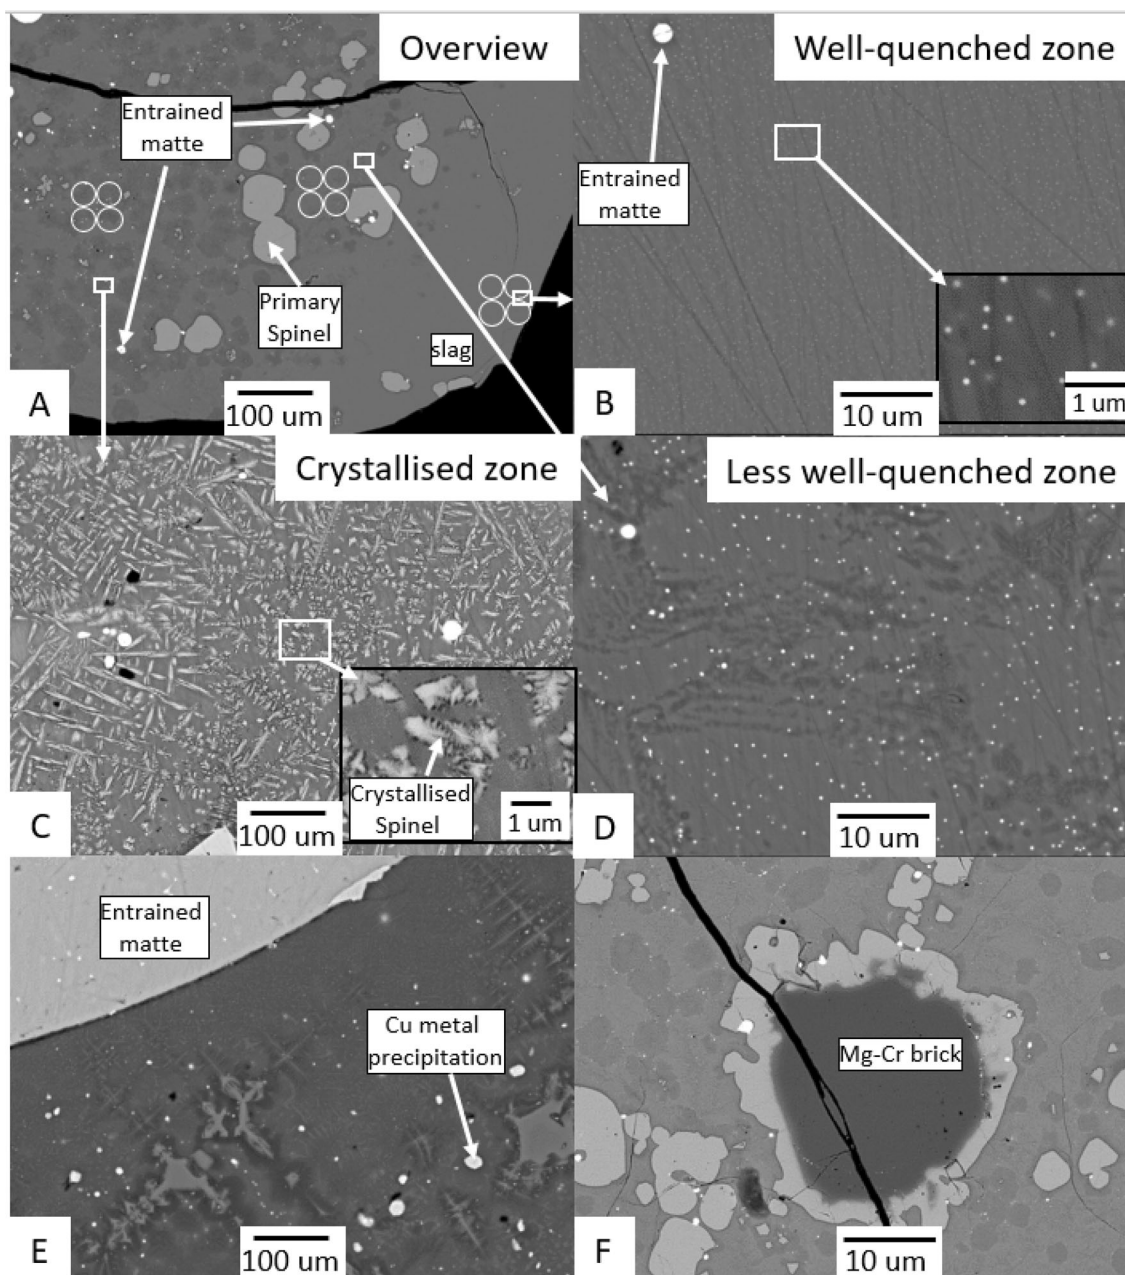 Overview
Entrained
matte
Primary
Spinel
slag
A
100 um
Well-quenched zone
Entrained
matte
B
10 um
1 um
Crystallised zone
Crystallised
Spinel
C
100 um
1 um
Less well-quenched zone
D
10 um
Entrained
matte
Cu metal
precipitation
E
100 um
Mg-Cr brick
F
10 um